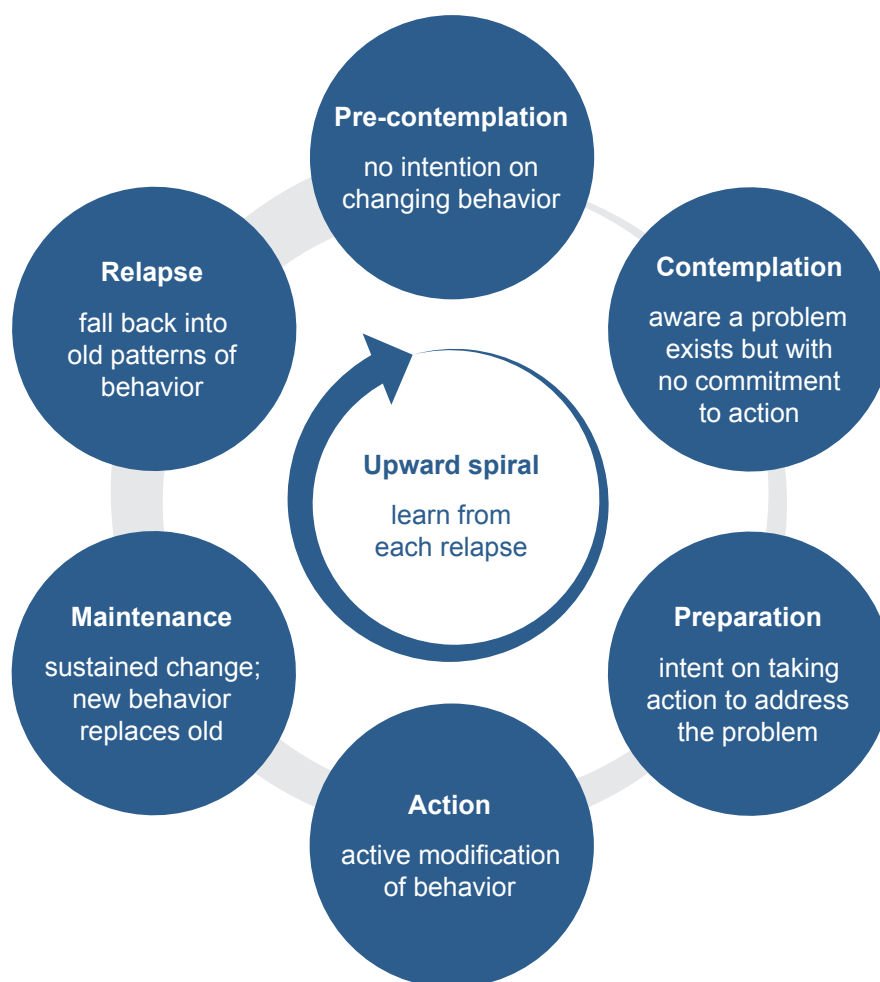 Pre-contemplation
no intention on
changing behavior
Contemplation
aware a problem
exists but with
no commitment
to action
Preparation
intent on taking
action to address
the problem
Action
active modification
of behavior
Maintenance
sustained change;
new behavior
replaces old
Relapse
fall back into
old patterns of
behavior
Upward spiral
learn from
each relapse